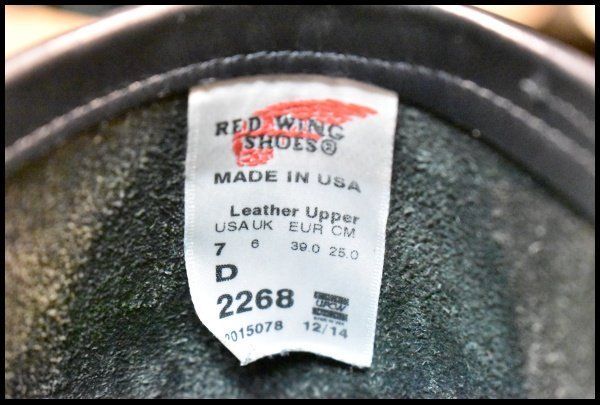 RED WING
SHOES®
MADE IN USA
Leather Upper
USA UK EUR CM
7 6 39.0 25.0
D
2268
0015078 12/14